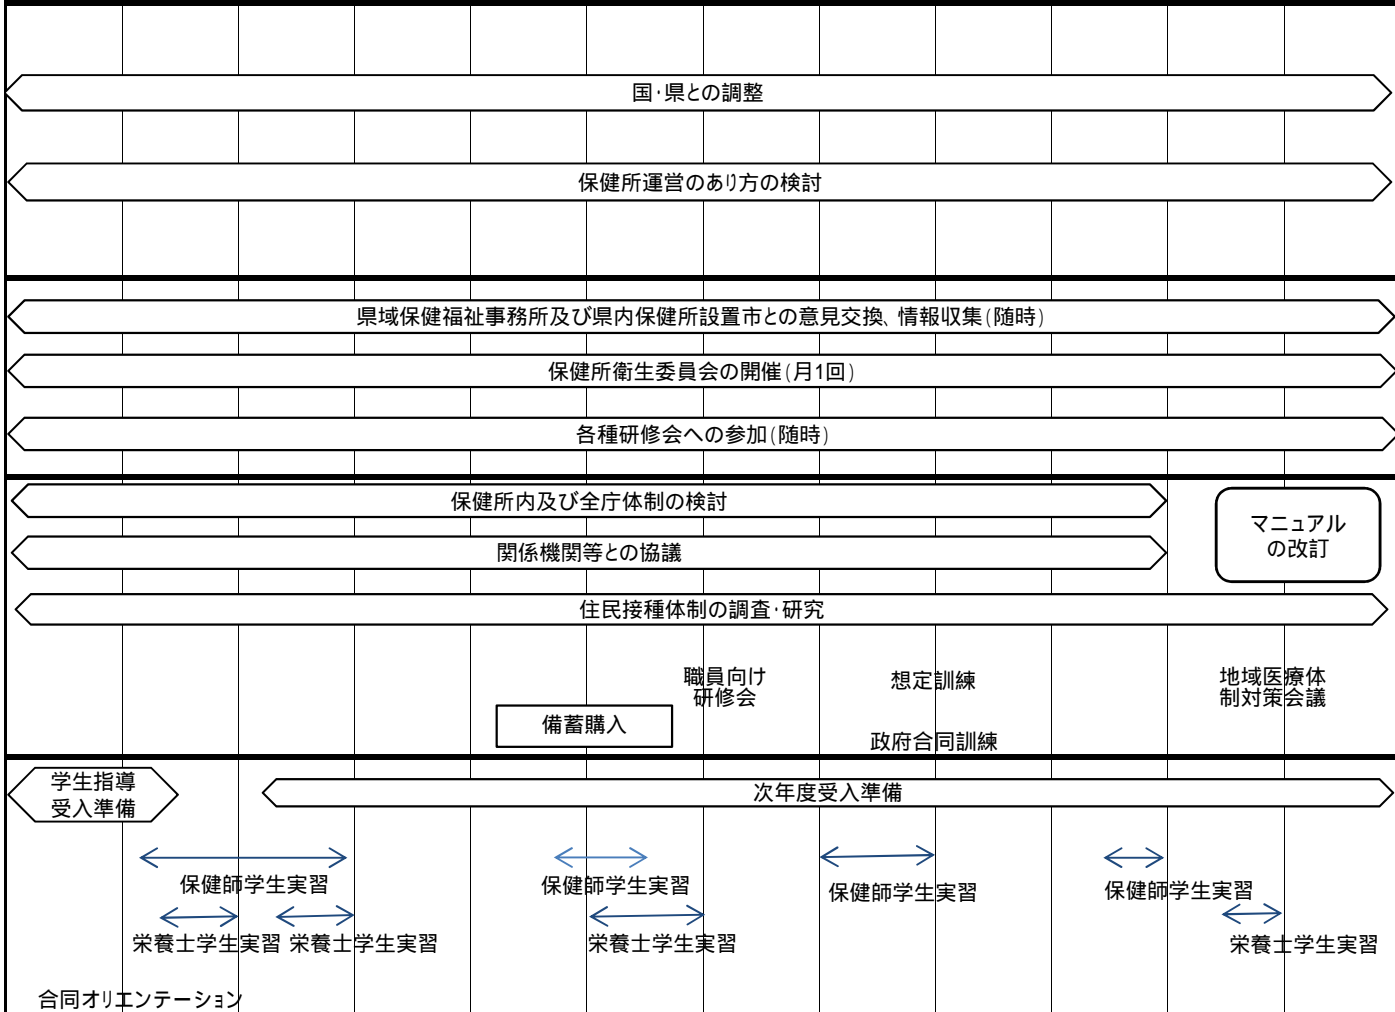 国・県との調整
保健所運営のあり方の検討
県域保健福祉事務所及び県内保健所設置市との意見交換、情報収集(随時)
保健所衛生委員会の開催(月1回)
各種研修会への参加(随時)
保健所内及び全庁体制の検討
マニュアル
の改訂
関係機関等との協議
住民接種体制の調査・研究
職員向け
研修会
想定訓練
地域医療体
制対策会議
備蓄購入
政府合同訓練
学生指導
受入準備
次年度受入準備
保健師学生実習
保健師学生実習
保健師学生実習
保健師学生実習
栄養士学生実習
栄養士学生実習
栄養士学生実習
栄養士学生実習
合同オリエンテーション